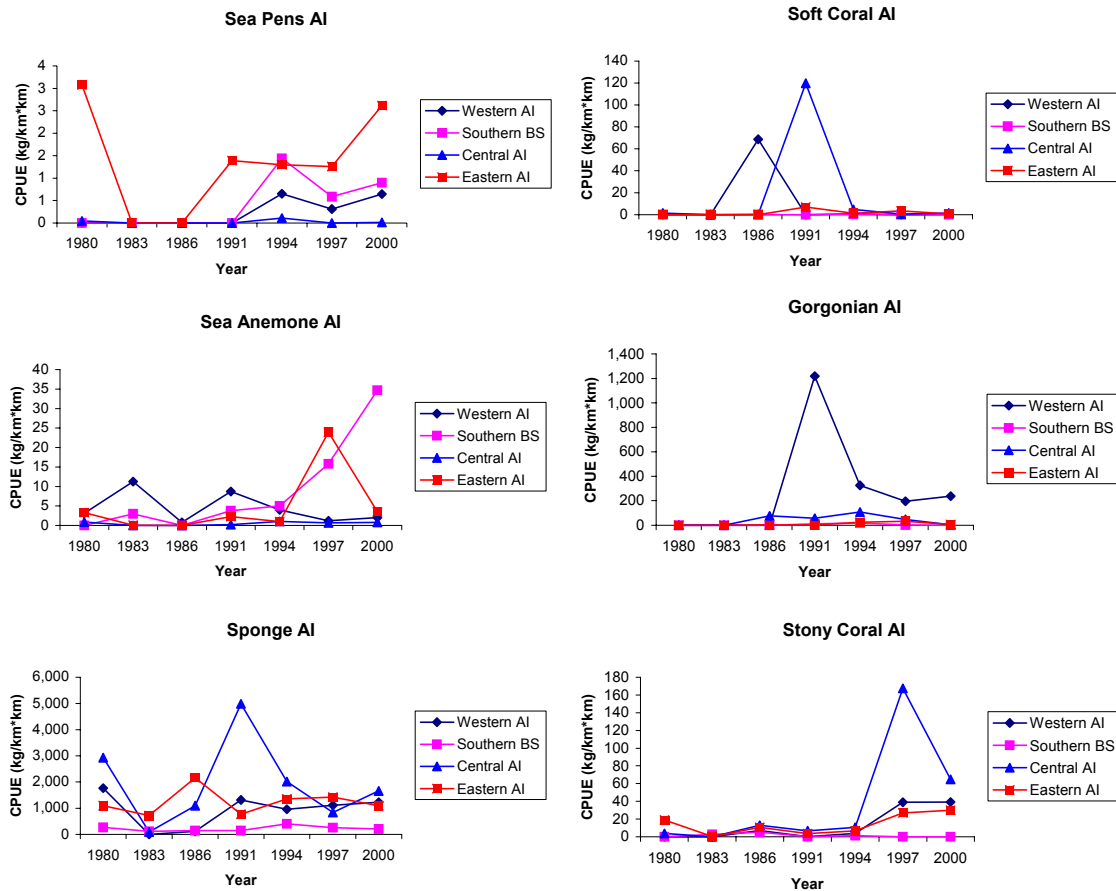 Sea Pens AI
CPUE (kg/km*km)
4
3
3
2
2
1
1
0
1980 1983 1986 1991 1994 1997 2000
Year
Western AI
Southern BS
Central AI
Eastern AI
Soft Coral AI
CPUE (kg/km*km)
140
120
100
80
60
40
20
0
1980 1983 1986 1991 1994 1997 2000
Year
Western AI
Southern BS
Central AI
Eastern AI
Sea Anemone AI
CPUE (kg/km*km)
40
35
30
25
20
15
10
5
0
1980 1983 1986 1991 1994 1997 2000
Year
Western AI
Southern BS
Central AI
Eastern AI
Gorgonian AI
CPUE (kg/km*km)
1,400
1,200
1,000
800
600
400
200
0
1980 1983 1986 1991 1994 1997 2000
Year
Western AI
Southern BS
Central AI
Eastern AI
Sponge AI
CPUE (kg/km*km)
6,000
5,000
4,000
3,000
2,000
1,000
0
1980 1983 1986 1991 1994 1997 2000
Year
Western AI
Southern BS
Central AI
Eastern AI
Stony Coral AI
CPUE (kg/km*km)
180
160
140
120
100
80
60
40
20
0
1980 1983 1986 1991 1994 1997 2000
Year
Western AI
Southern BS
Central AI
Eastern AI